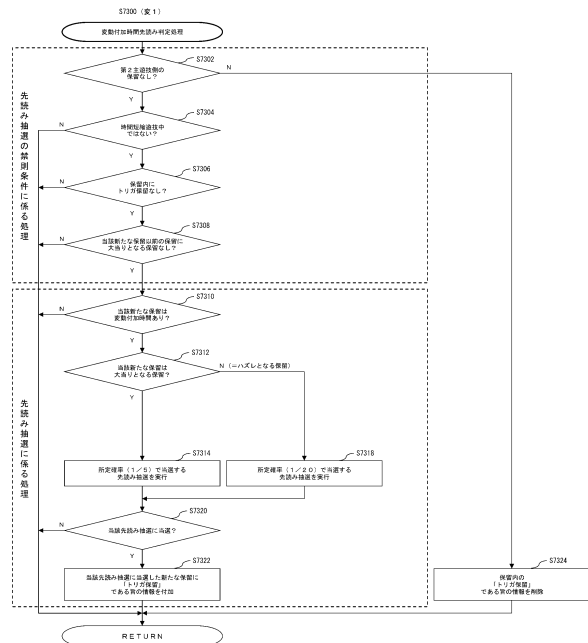 S7300（変１）
変動付加時間先読み判定処理
先読み抽選の禁則条件に係る処理
S7302
第２主遊技側の
保留なし？
N
Y
S7304
時間短縮遊技中
ではない？
N
Y
S7306
保留内に
トリガ保留なし？
N
Y
S7308
当該新たな保留以前の保留に
大当りとなる保留なし？
N
Y
先読み抽選に係る処理
S7310
当該新たな保留は
変動付加時間あり？
N
Y
S7312
当該新たな保留は
大当りとなる保留？
N（＝ハズレとなる保留）
Y
S7314
所定確率（１／５）で当選する
先読み抽選を実行
S7318
所定確率（１／２０）で当選する
先読み抽選を実行
S7320
当該先読み抽選に当選？
N
Y
S7322
当該先読み抽選に当選した新たな保留に
「トリガ保留」
である旨の情報を付加
S7324
保留内の
「トリガ保留」
である旨の情報を削除
ＲＥＴＵＲＮ